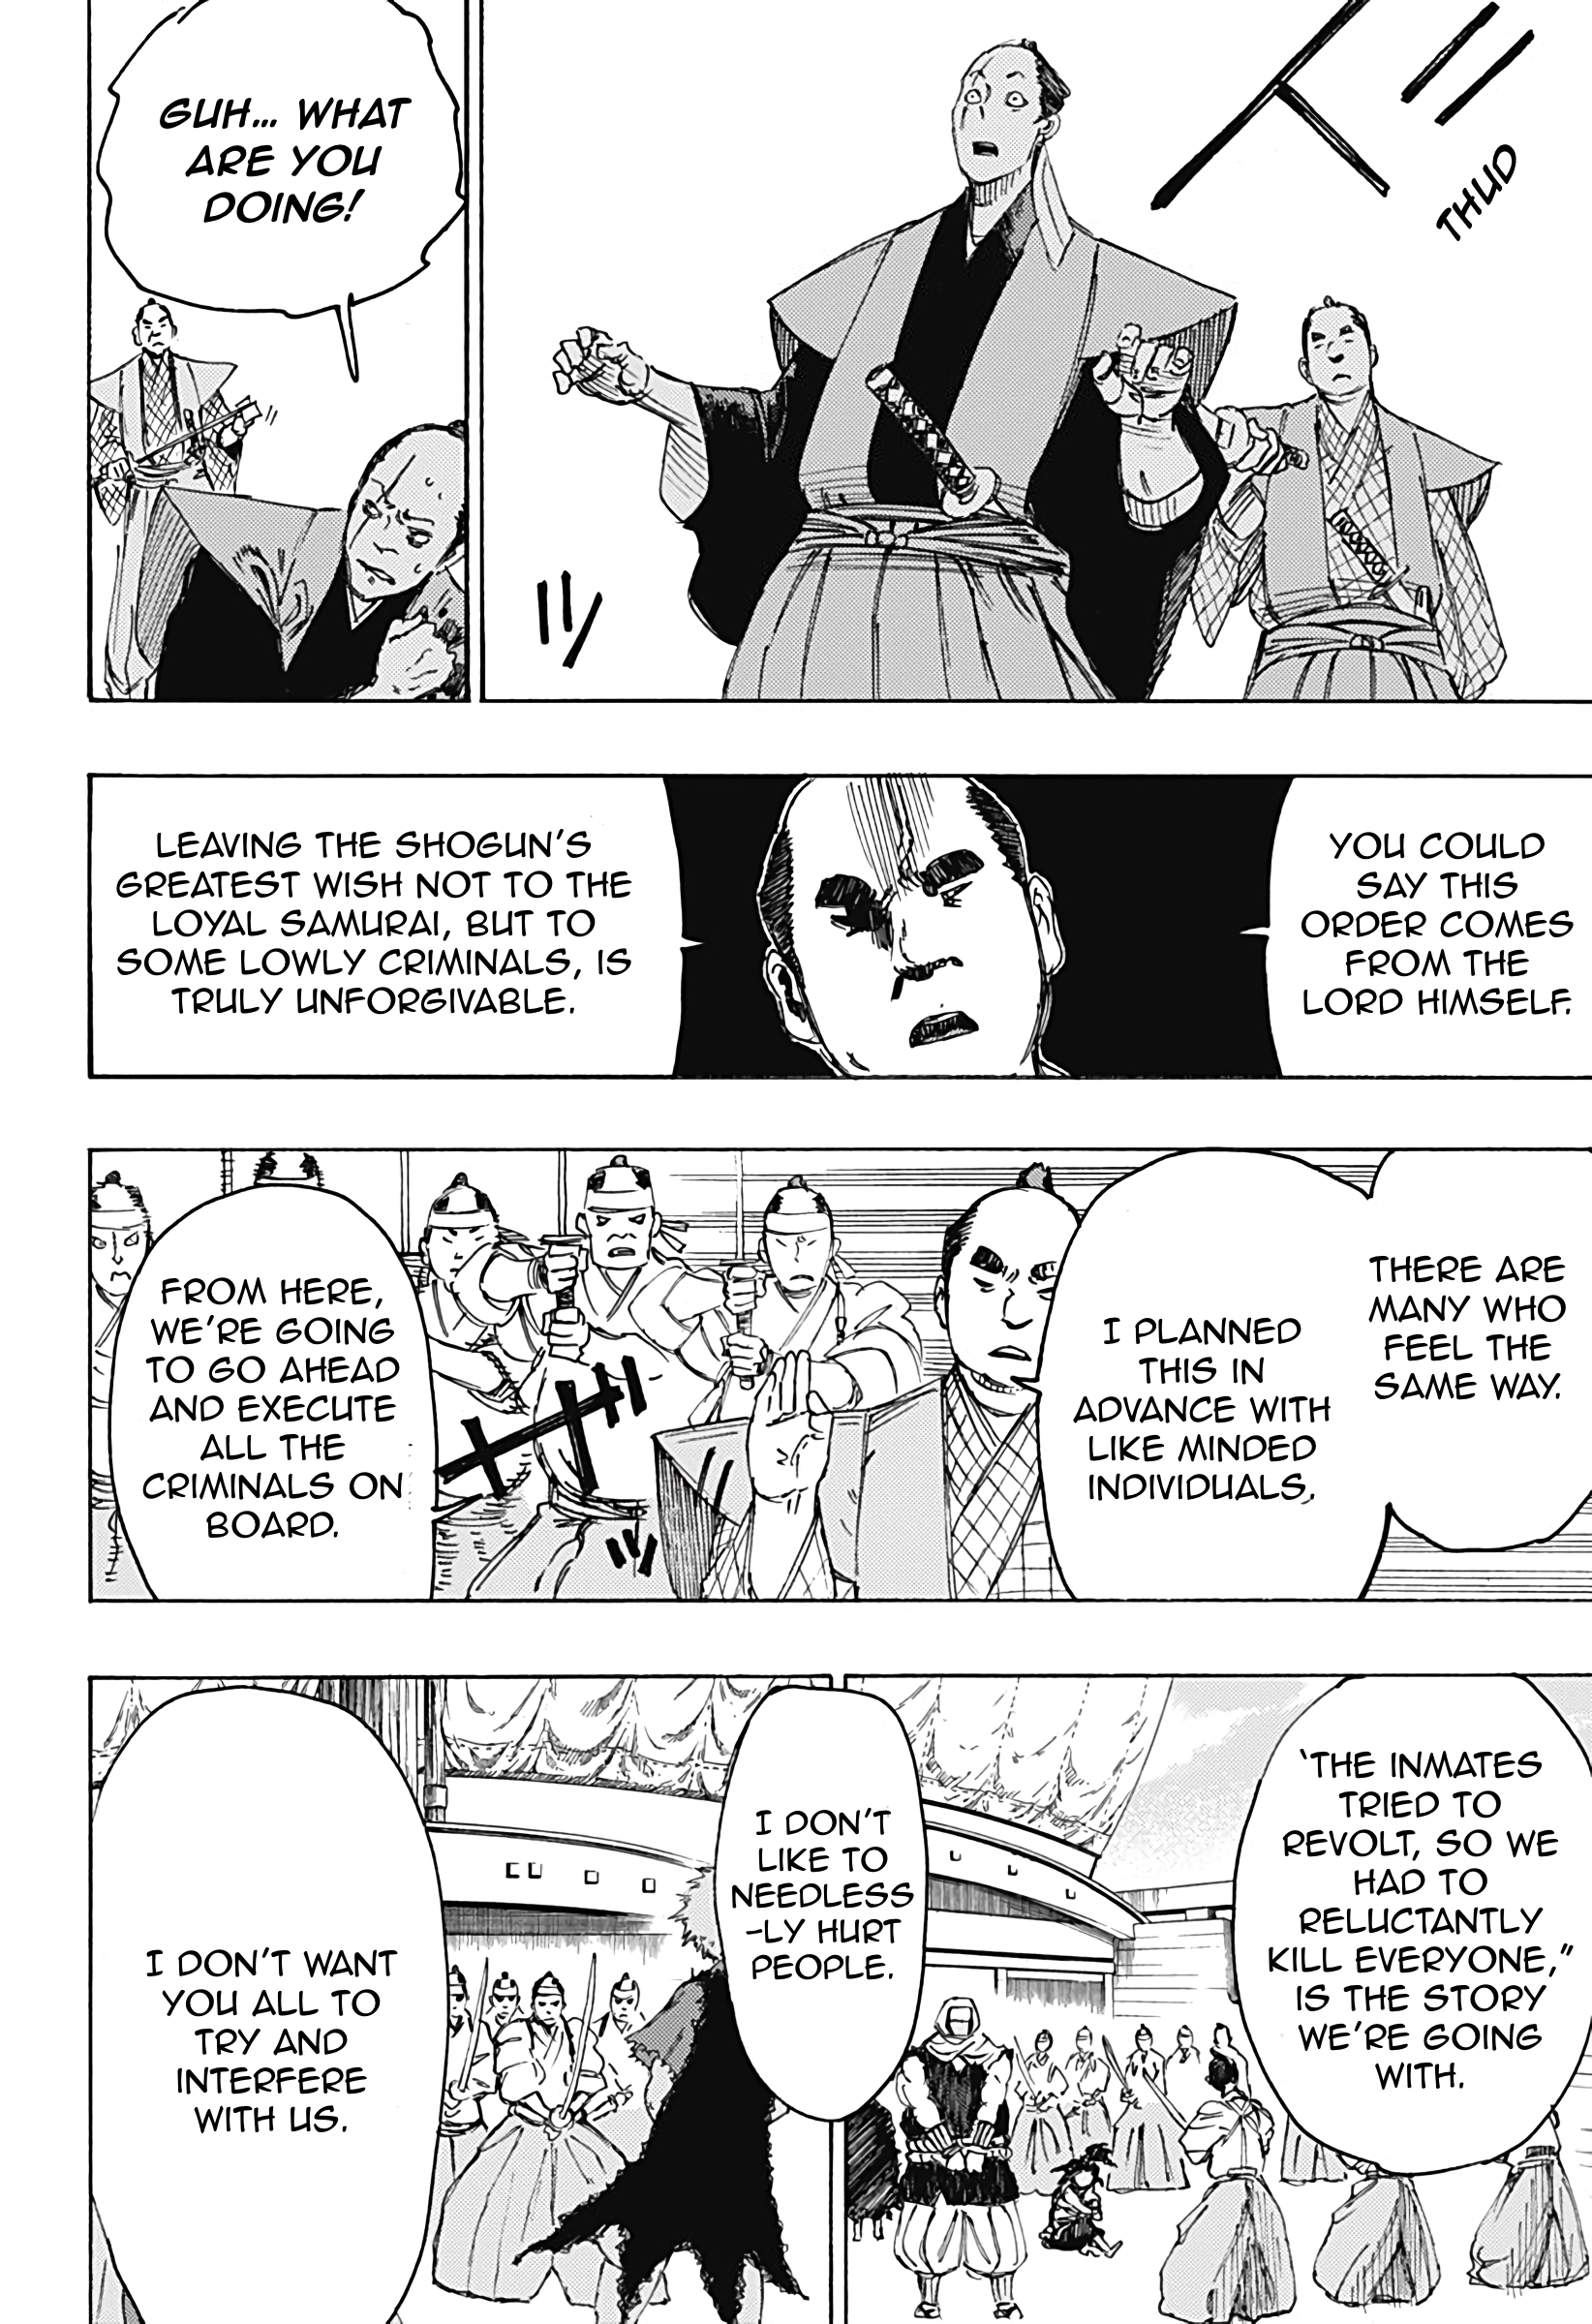 ドッ
THUD
ッ
GUH... WHAT
ARE YOU
DOING!
YOU COULD
SAY THIS
ORDER COMES
FROM THE
LORD HIMSELF.
LEAVING THE SHOGUN'S
GREATEST WISH NOT TO THE
LOYAL SAMURAI, BUT TO
SOME LOWLY CRIMINALS, IS
TRULY UNFORGIVABLE.
THERE ARE
MANY WHO
FEEL THE
SAME WAY.
I PLANNED
THIS IN
ADVANCE WITH
LIKE MINDED
INDIVIDUALS.
ザッ
FROM HERE,
WE'RE GOING
TO GO AHEAD
AND EXECUTE
ALL THE
CRIMINALS ON
BOARD.
'THE INMATES
TRIED TO
REVOLT, SO WE
HAD TO
RELUCTANTLY
KILL EVERYONE,"
IS THE STORY
WE'RE GOING
WITH.
I DON'T
LIKE TO
NEEDLESS
-LY HURT
PEOPLE.
I DON'T WANT
YOU ALL TO
TRY AND
INTERFERE
WITH US.